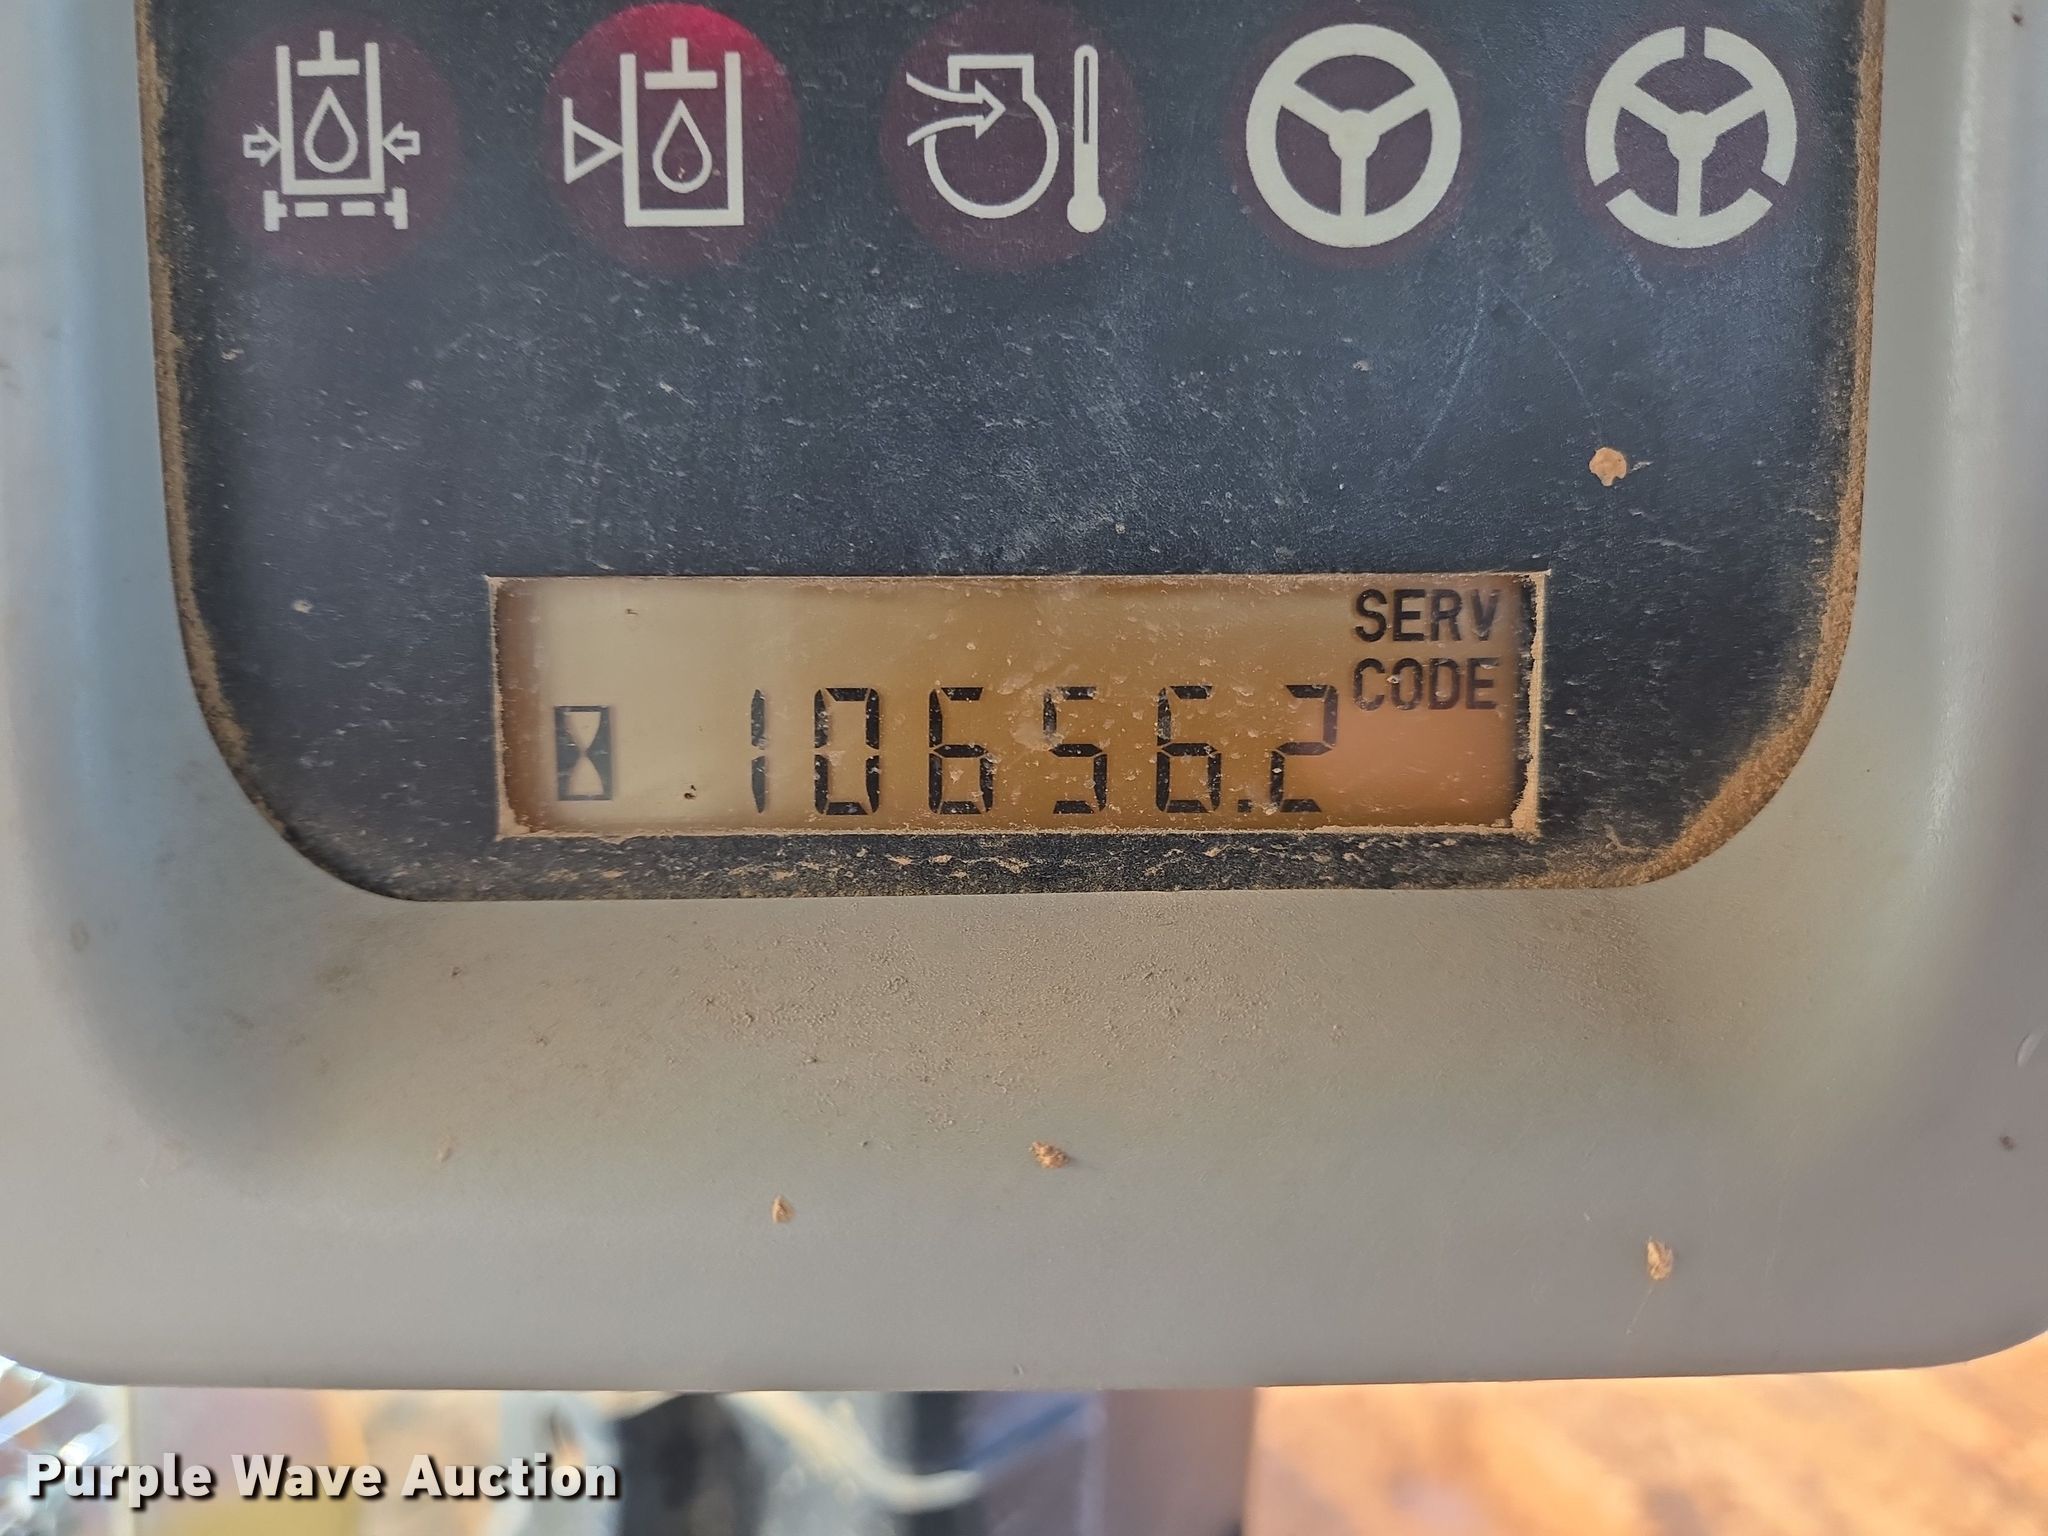 SERV
CODE
10656.2
Purple Wave Auction